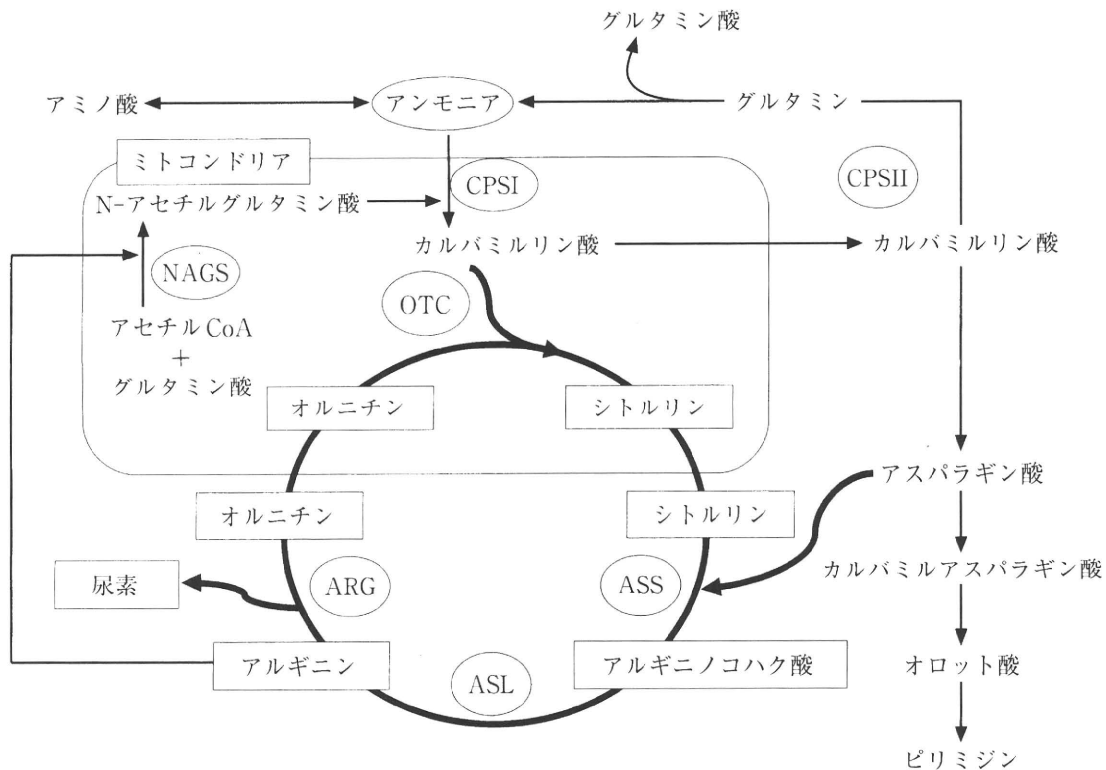 グルタミン酸
アミノ酸
アンモニア
グルタミン
ミトコンドリア
CPSI
CPSII
N-アセチルグルタミン酸
カルバミルリン酸
カルバミルリン酸
NAGS
OTC
アセチルCoA
+
グルタミン酸
オルニチン
シトルリン
アスパラギン酸
オルニチン
シトルリン
尿素
ARG
ASS
カルバミルアスパラギン酸
アルギニン
ASL
アルギニノコハク酸
オロット酸
ピリミジン